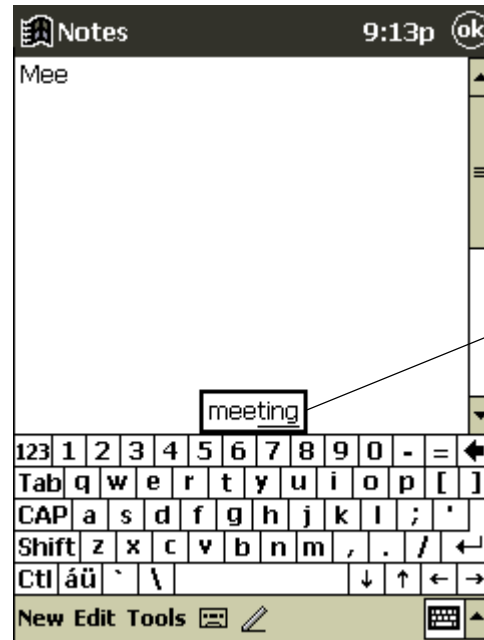 Notes 9:13p ok
Mee
meeting
123 1 2 3 4 5 6 7 8 9 0 - =
Tab q w e r t y u i o p [ ]
CAP a s d f g h j k l ; '
Shift z x c v b n m , . /
Ctl áü ` \
New Edit Tools